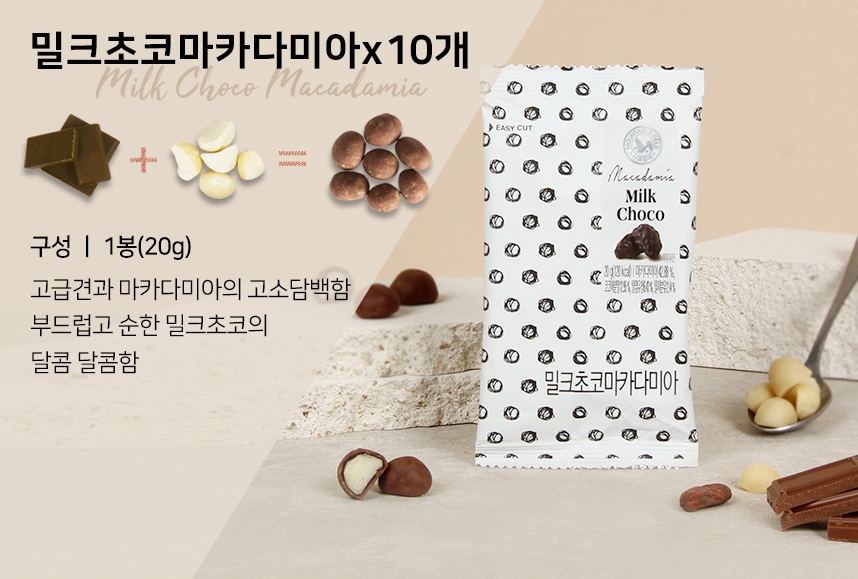 밀크초코마카다미아x10개
Milk Choco Macadamia
구성 ㅣ 1봉(20g)
고급견과 마카다미아의 고소담백함
부드럽고 순한 밀크초코의
달콤 달콤함
EASY CUT
Macadamia
Milk
Choco
밀크초코마카다미아